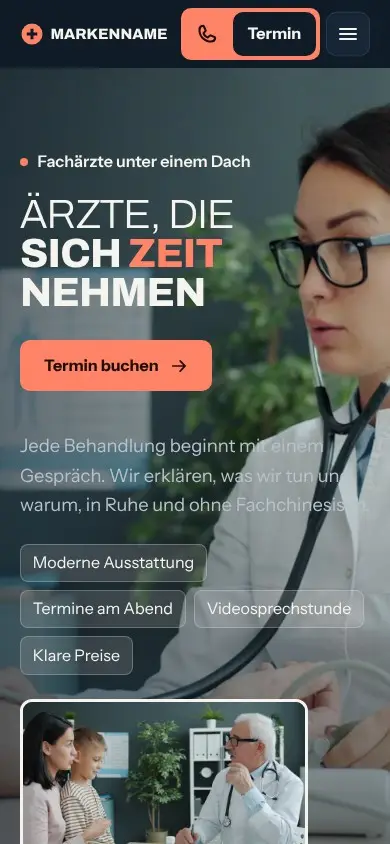 MARKENNAME
Termin
Fachärzte unter einem Dach
ÄRZTE, DIE
SICH ZEIT
NEHMEN
Termin buchen
Jede Behandlung beginnt mit einem
Gespräch. Wir erklären, was wir tun und
warum, in Ruhe und ohne Fachchinesisch.
Moderne Ausstattung
Termine am Abend
Videosprechstunde
Klare Preise